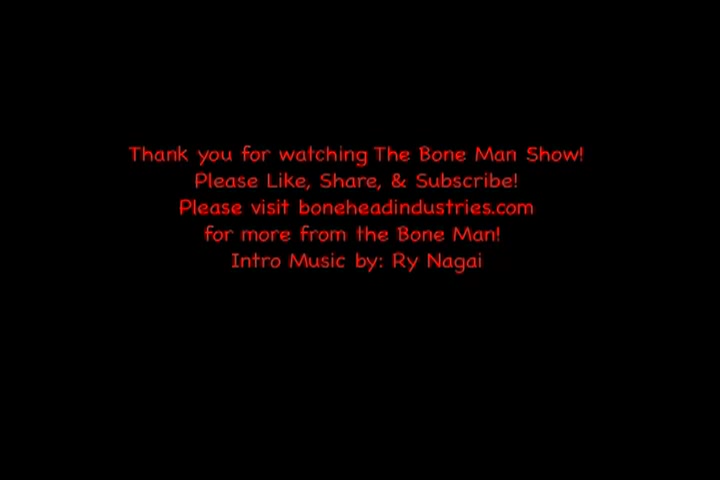 Thank you for watching The Bone Man Show!
Please Like, Share, & Subscribe!
Please visit boneheadindustries.com
for more from the Bone Man!
Intro Music by: Ry Nagai